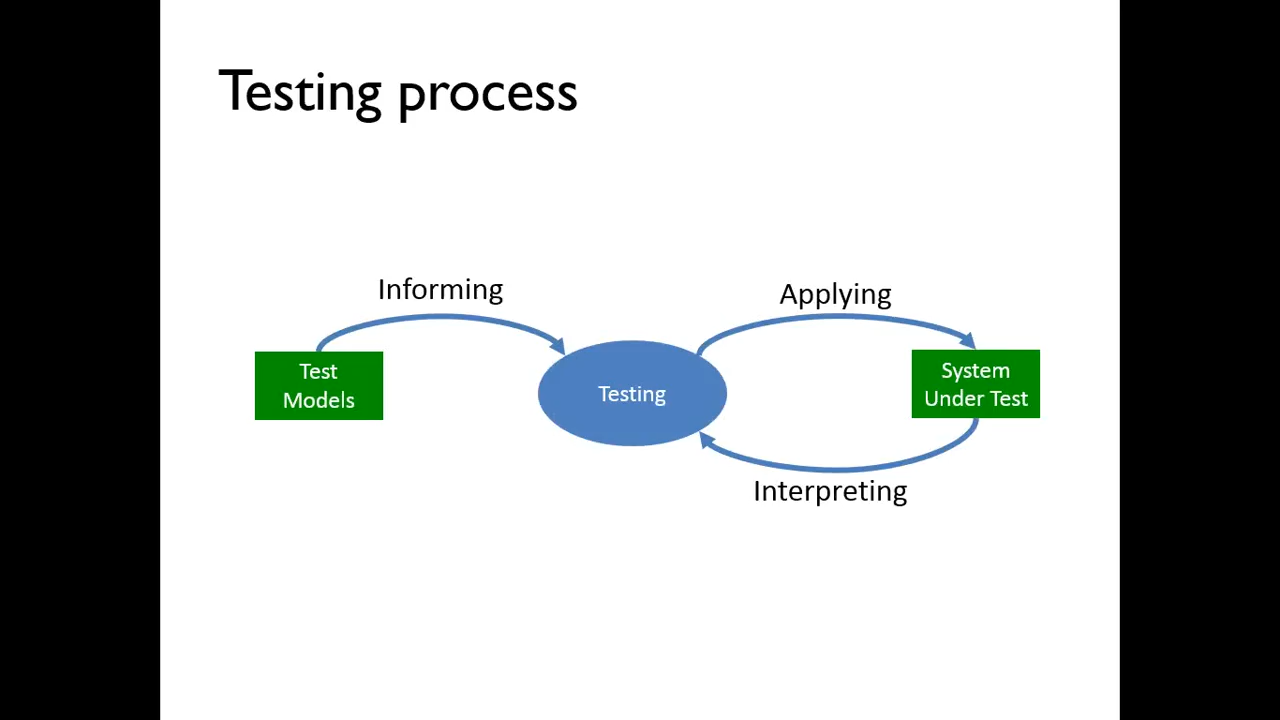 Testing process
Informing
Applying
Test
Models
Testing
System
Under Test
Interpreting